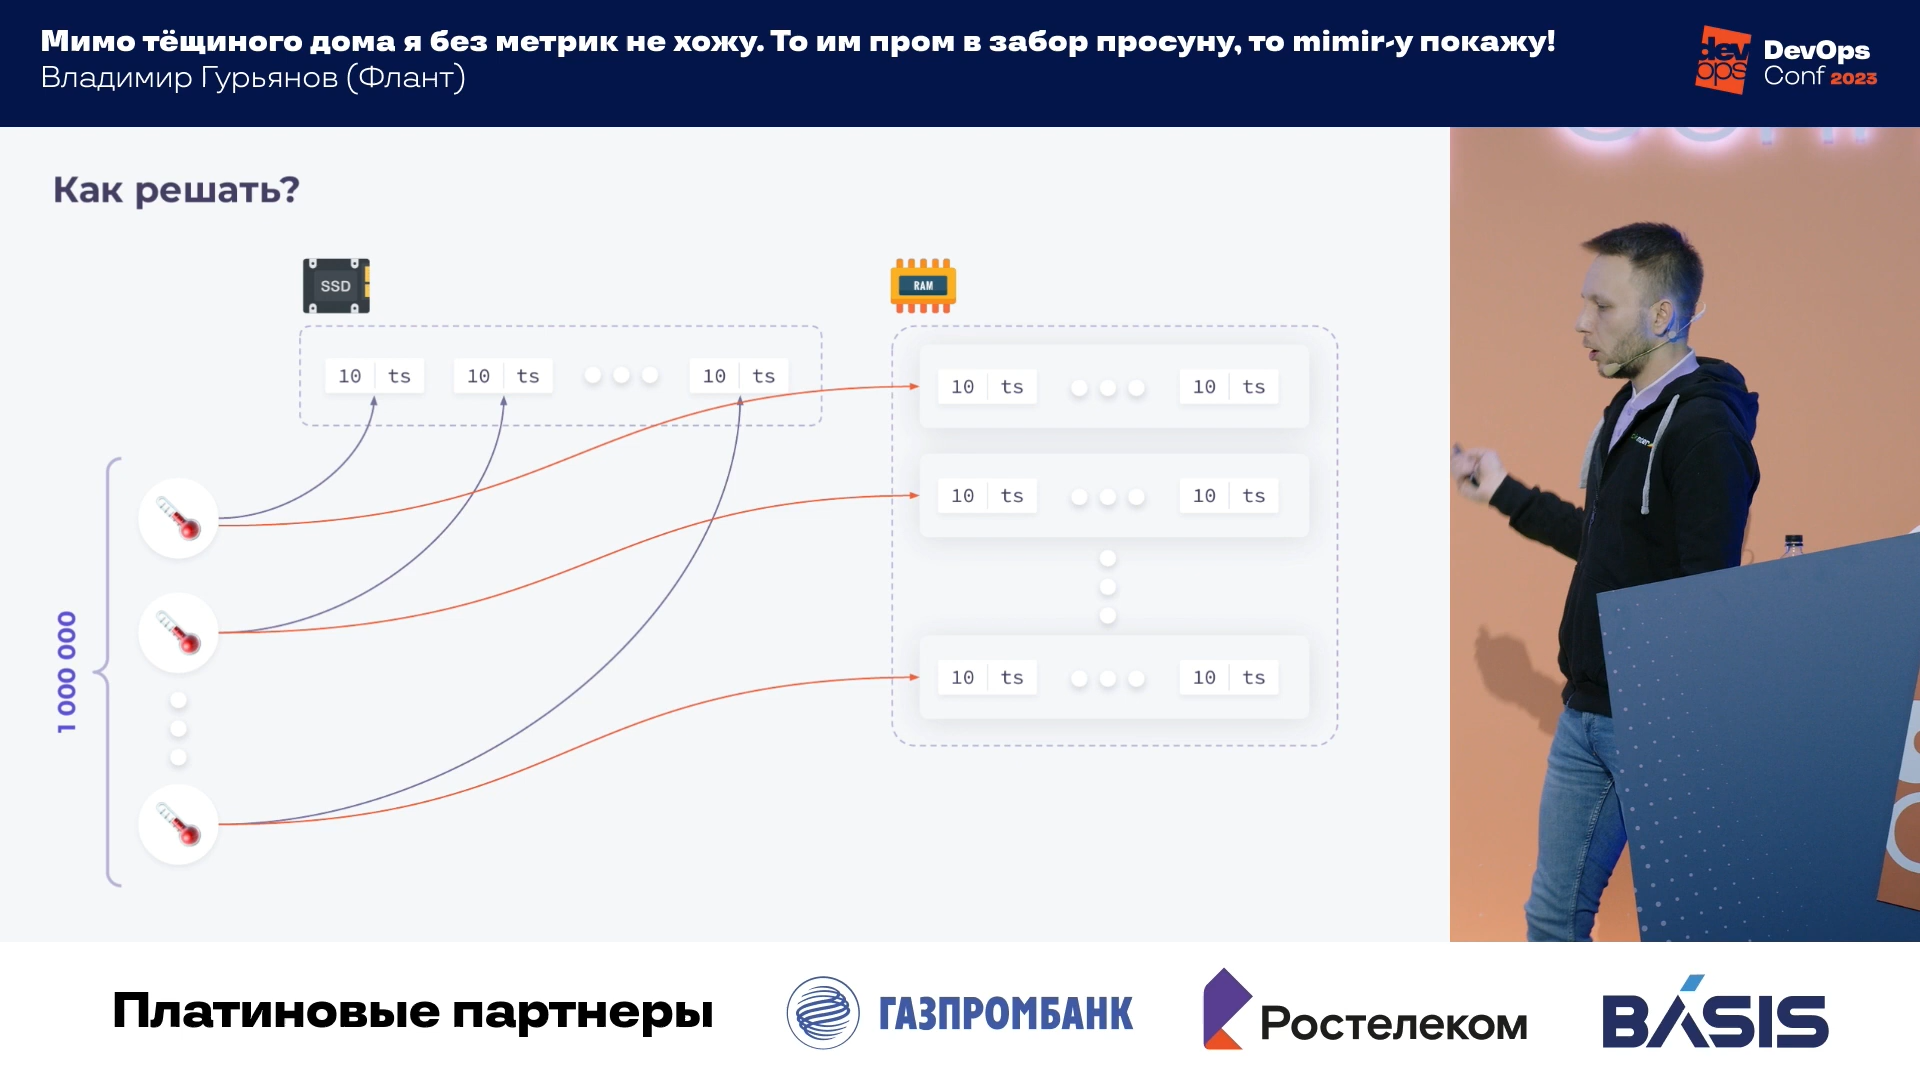 Мимо тёщиного дома я без метрик не хожу. То им пром в забор просуну, то mimir-у покажу!
Владимир Гурьянов (Флант)
dev
ops
DevOps
Conf 2023
Как решать?
SSD
RAM
10 ts 10 ts 10 ts
10 ts 10 ts
10 ts 10 ts
10 ts 10 ts
1 000 000
Платиновые партнеры
ГАЗПРОМБАНК
Ростелеком
BASIS